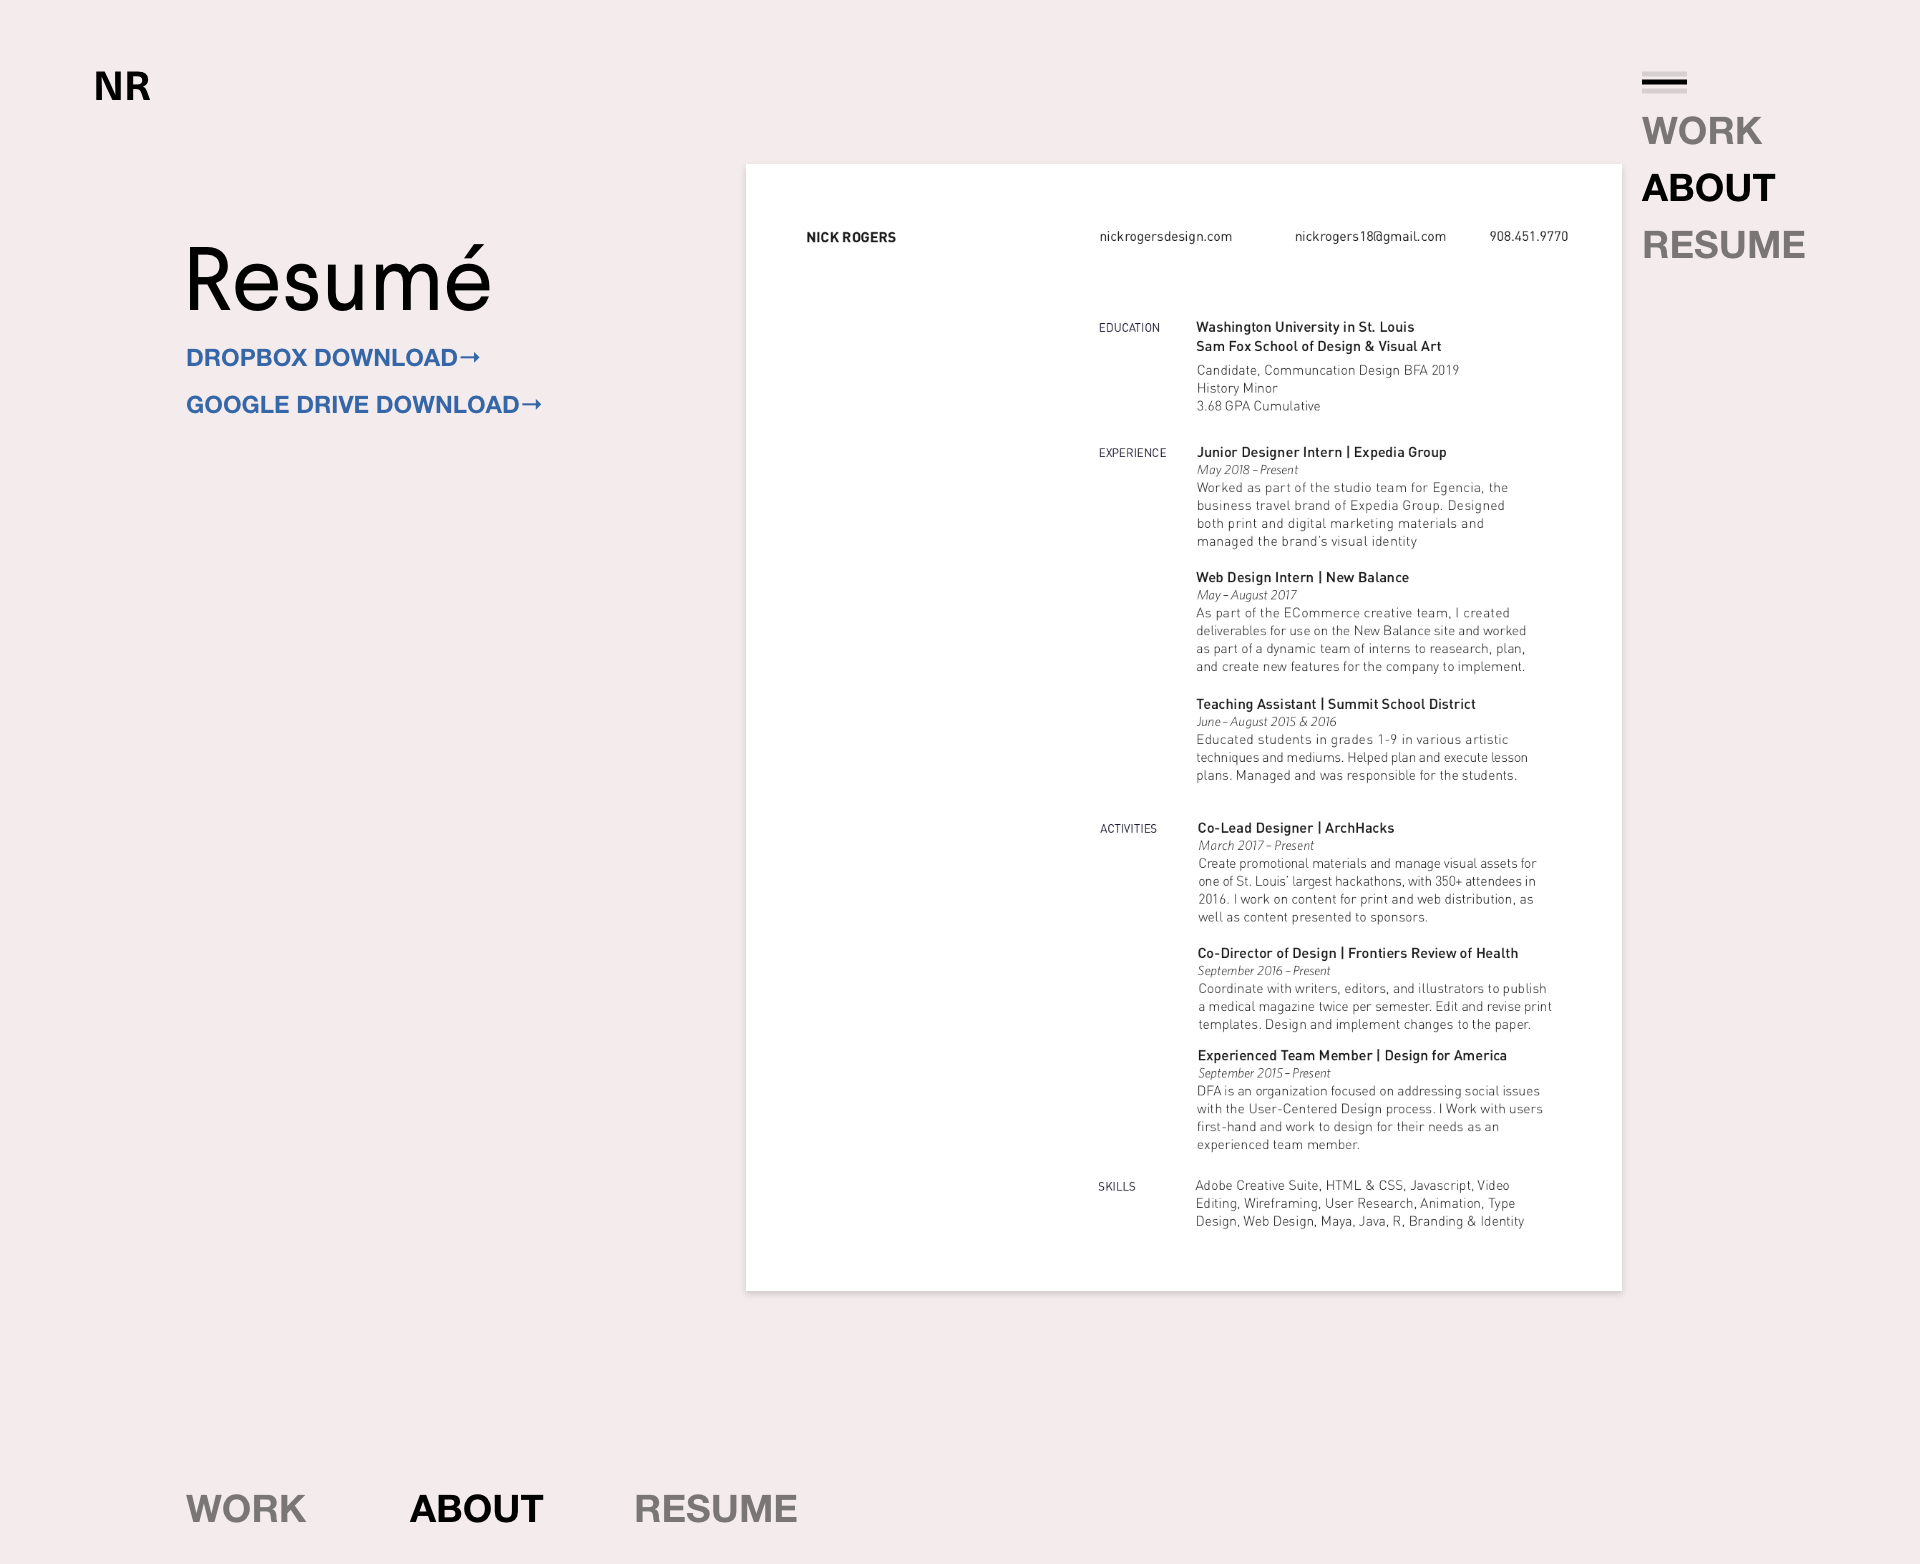 NR
WORK
ABOUT
RESUME
Resumé
DROPBOX DOWNLOAD→
GOOGLE DRIVE DOWNLOAD→
NICK ROGERS
nickrogersdesign.com
nickrogers18@gmail.com
908.451.9770
EDUCATION
Washington University in St. Louis
Sam Fox School of Design & Visual Art
Candidate, Communcation Design BFA 2019
History Minor
3.68 GPA Cumulative
EXPERIENCE
Junior Designer Intern | Expedia Group
May 2018 – Present
Worked as part of the studio team for Egencia, the
business travel brand of Expedia Group. Designed
both print and digital marketing materials and
managed the brand's visual identity
Web Design Intern | New Balance
May – August 2017
As part of the ECommerce creative team, I created
deliverables for use on the New Balance site and worked
as part of a dynamic team of interns to reasearch, plan,
and create new features for the company to implement.
Teaching Assistant | Summit School District
June – August 2015 & 2016
Educated students in grades 1-9 in various artistic
techniques and mediums. Helped plan and execute lesson
plans. Managed and was responsible for the students.
ACTIVITIES
Co-Lead Designer | ArchHacks
March 2017 – Present
Create promotional materials and manage visual assets for
one of St. Louis' largest hackathons, with 350+ attendees in
2016. I work on content for print and web distribution, as
well as content presented to sponsors.
Co-Director of Design | Frontiers Review of Health
September 2016 – Present
Coordinate with writers, editors, and illustrators to publish
a medical magazine twice per semester. Edit and revise print
templates. Design and implement changes to the paper.
Experienced Team Member | Design for America
September 2015 – Present
DFA is an organization focused on addressing social issues
with the User-Centered Design process. I Work with users
first-hand and work to design for their needs as an
experienced team member.
SKILLS
Adobe Creative Suite, HTML & CSS, Javascript, Video
Editing, Wireframing, User Research, Animation, Type
Design, Web Design, Maya, Java, R, Branding & Identity
WORK
ABOUT
RESUME